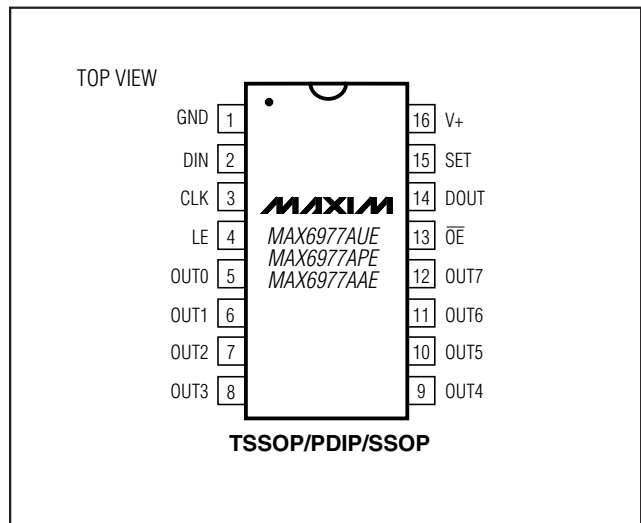 TOP VIEW
GND 1
DIN 2
CLK 3
LE 4
OUT0 5
OUT1 6
OUT2 7
OUT3 8
MAXIM
MAX6977AUE
MAX6977APE
MAX6977AAE
16 V+
15 SET
14 DOUT
13 O̅E̅
12 OUT7
11 OUT6
10 OUT5
9 OUT4
TSSOP/PDIP/SSOP